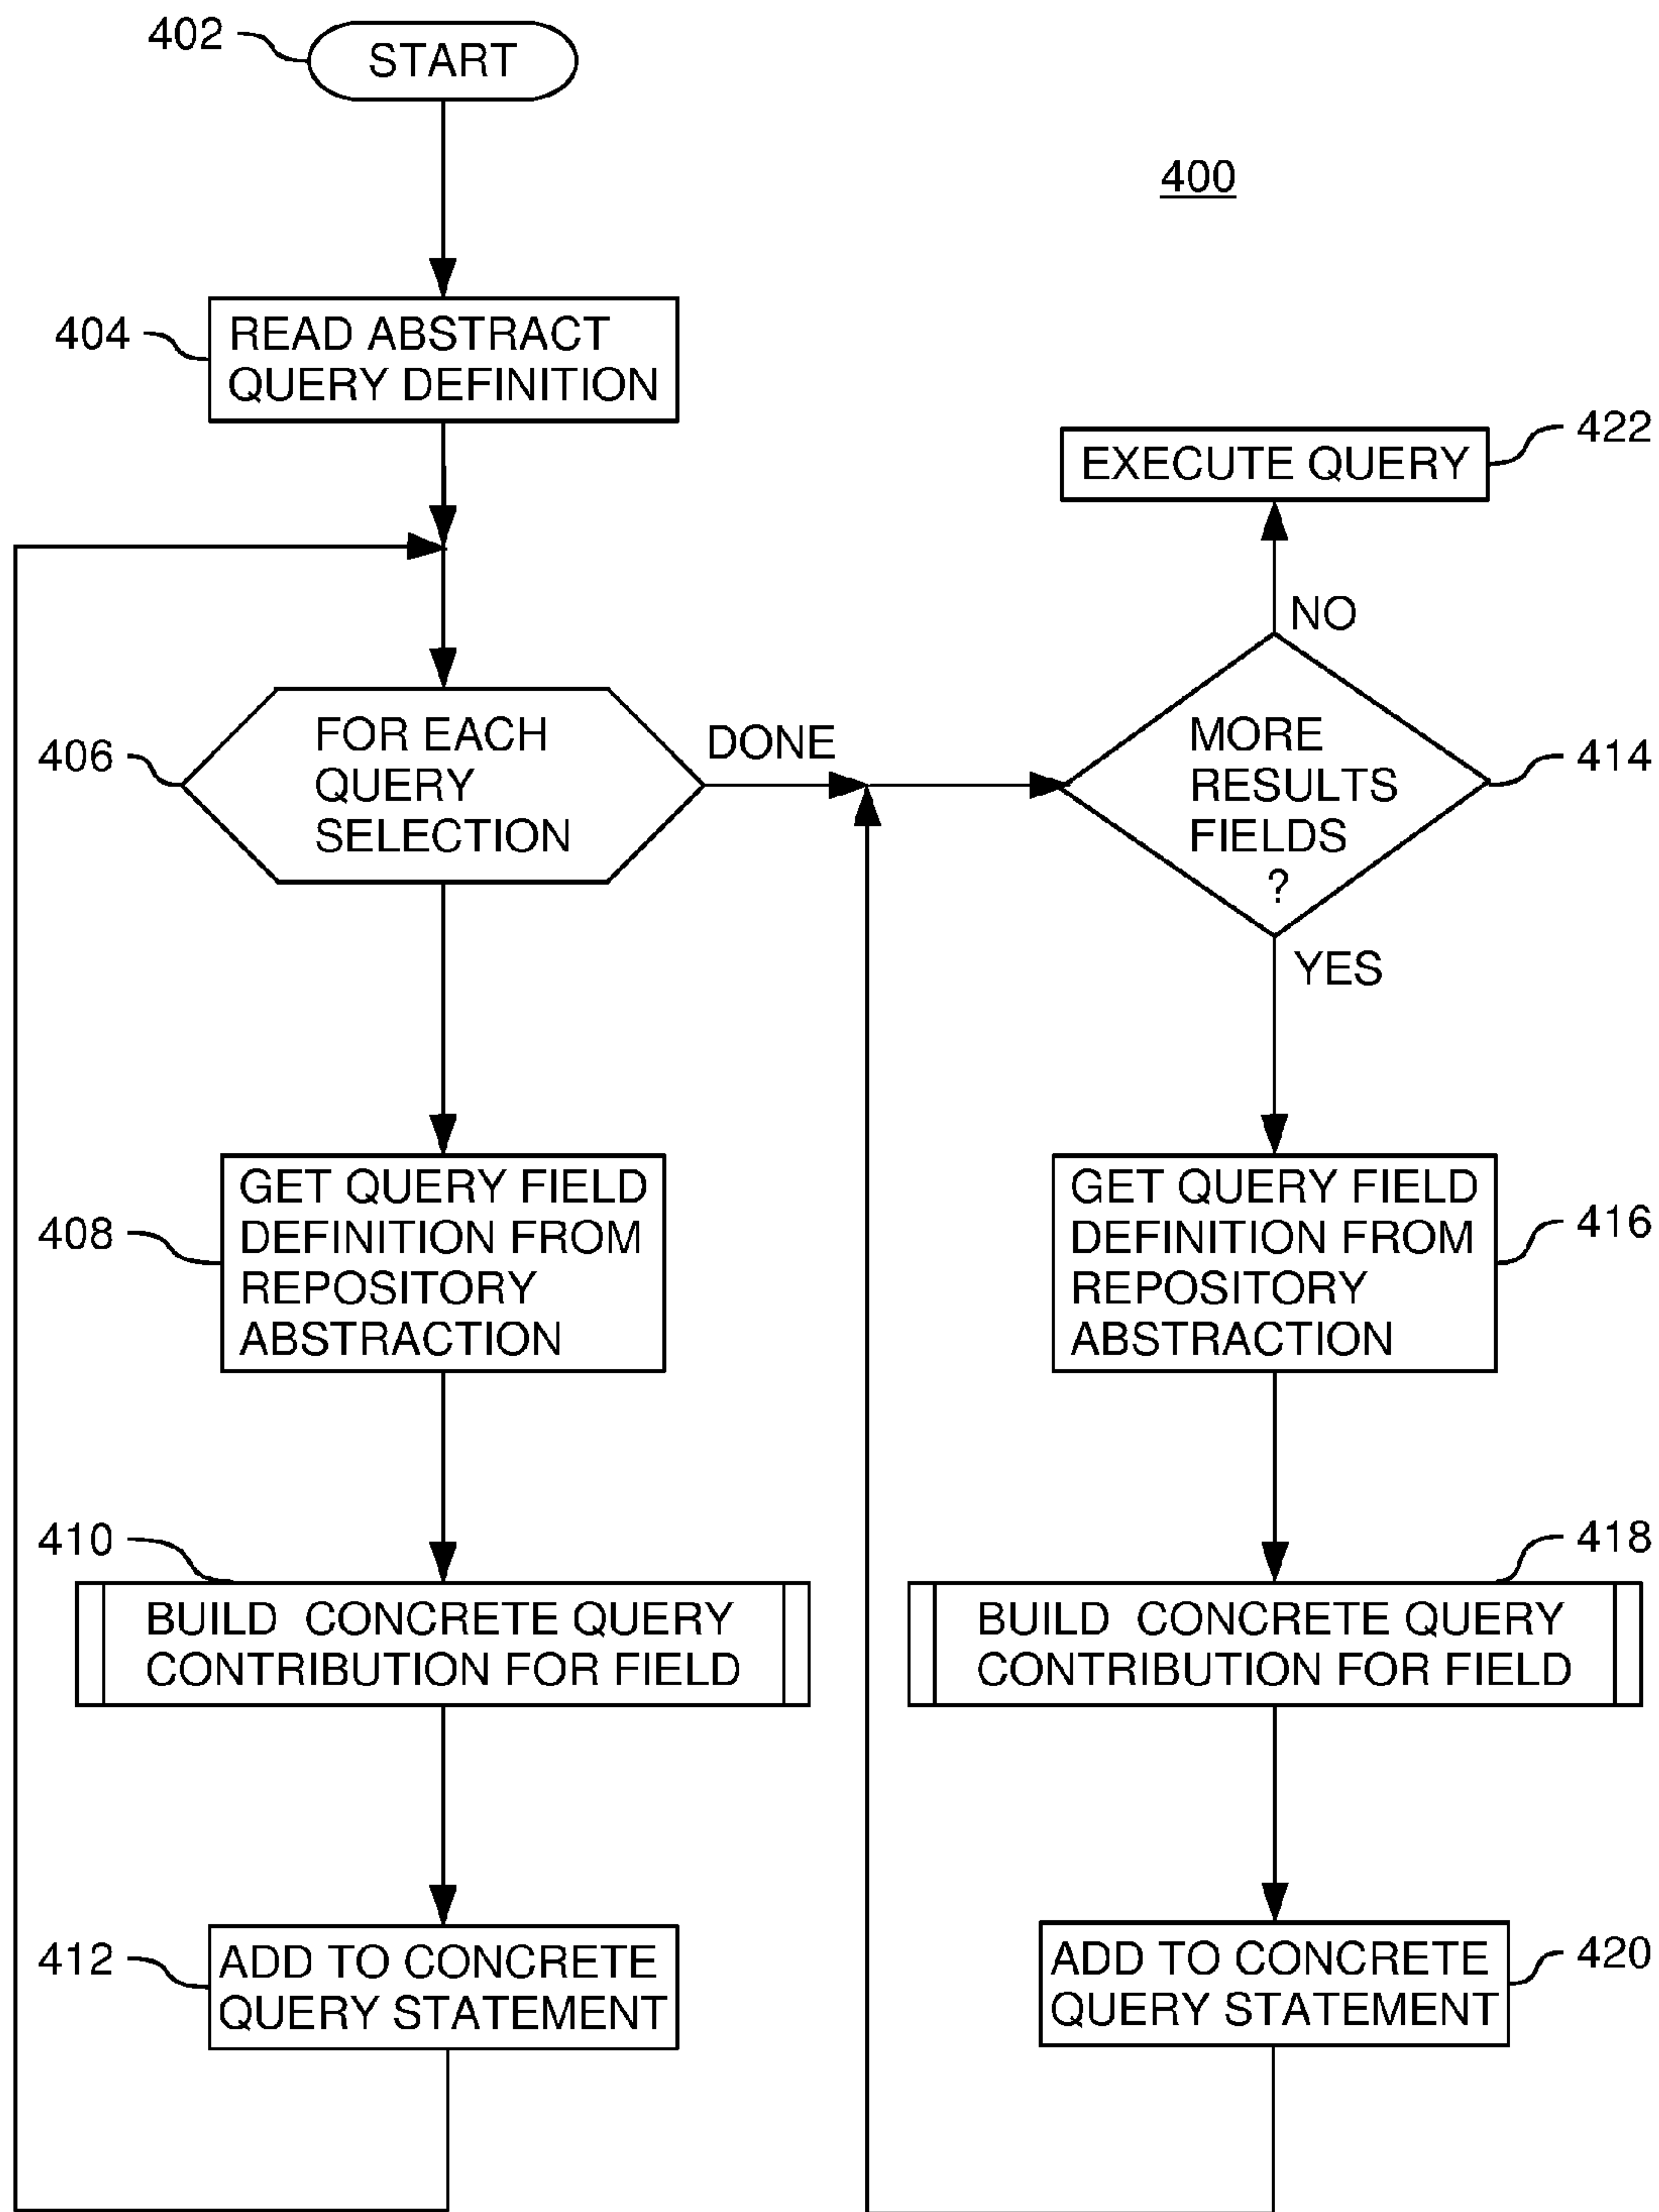 402
START
400
404
READ ABSTRACT
QUERY DEFINITION
422
EXECUTE QUERY
NO
406
FOR EACH
QUERY
SELECTION
DONE
MORE
RESULTS
FIELDS
?
414
YES
408
GET QUERY FIELD
DEFINITION FROM
REPOSITORY
ABSTRACTION
GET QUERY FIELD
DEFINITION FROM
REPOSITORY
ABSTRACTION
416
410
BUILD CONCRETE QUERY
CONTRIBUTION FOR FIELD
418
BUILD CONCRETE QUERY
CONTRIBUTION FOR FIELD
412
ADD TO CONCRETE
QUERY STATEMENT
ADD TO CONCRETE
QUERY STATEMENT
420